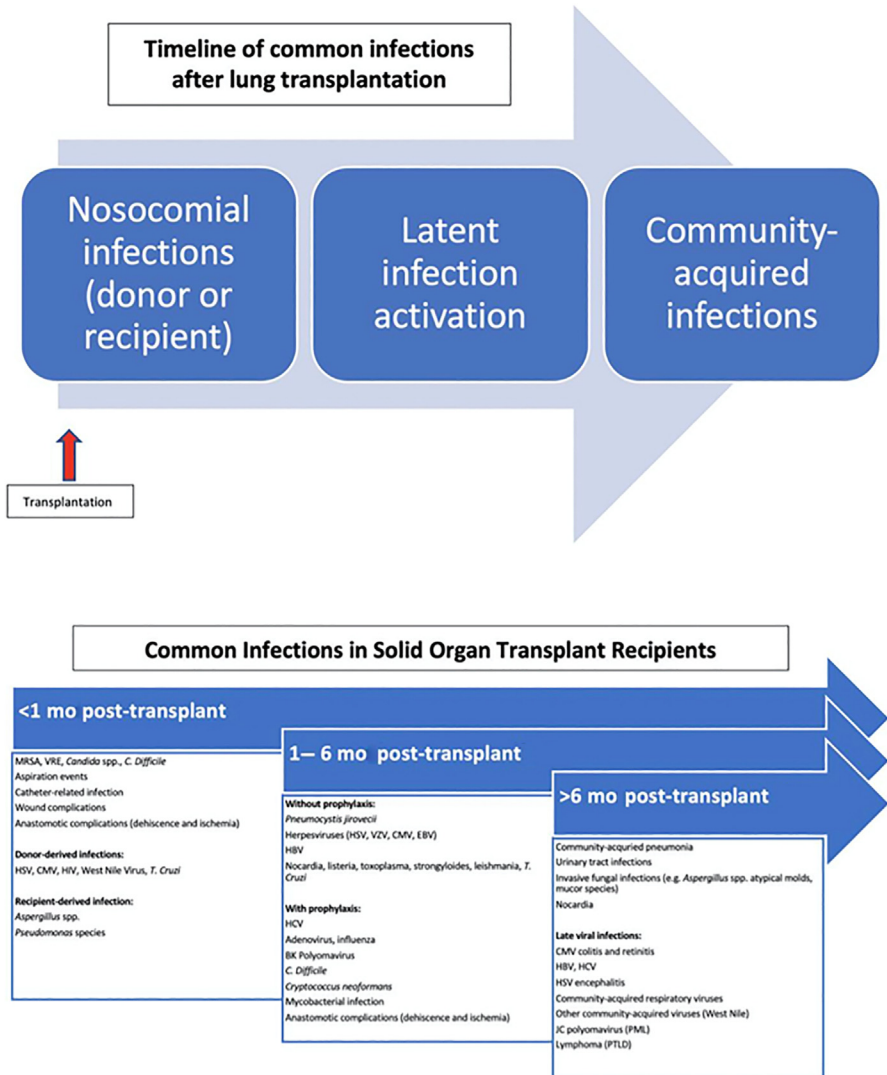 Timeline of common infections
after lung transplantation
Nosocomial
infections
(donor or
recipient)
Latent
infection
activation
Community-
acquired
infections
Transplantation
Common Infections in Solid Organ Transplant Recipients
<1 mo post-transplant
MRSA, VRE, Candida spp., C. Difficile
Aspiration events
Catheter-related infection
Wound complications
Anastomotic complications (dehiscence and ischemia)
Donor-derived infections:
HSV, CMV, HIV, West Nile Virus, T. Cruzi
Recipient-derived infection:
Aspergillus spp.
Pseudomonas species
1– 6 mo post-transplant
Without prophylaxis:
Pneumocystis jirovecii
Herpesviruses (HSV, VZV, CMV, EBV)
HBV
Nocardia, listeria, toxoplasma, strongyloides, leishmania, T.
Cruzi
With prophylaxis:
HCV
Adenovirus, influenza
BK Polyomavirus
C. Difficile
Cryptococcus neoformans
Mycobacterial infection
Anastomotic complications (dehiscence and ischemia)
>6 mo post-transplant
Community-acquried pneumonia
Urinary tract infections
Invasive fungal infections (e.g. Aspergillus spp. atypical molds,
mucor species)
Nocardia
Late viral infections:
CMV colitis and retinitis
HBV, HCV
HSV encephalitis
Community-acquired respiratory viruses
Other community-acquired viruses (West Nile)
JC polyomavirus (PML)
Lymphoma (PTLD)